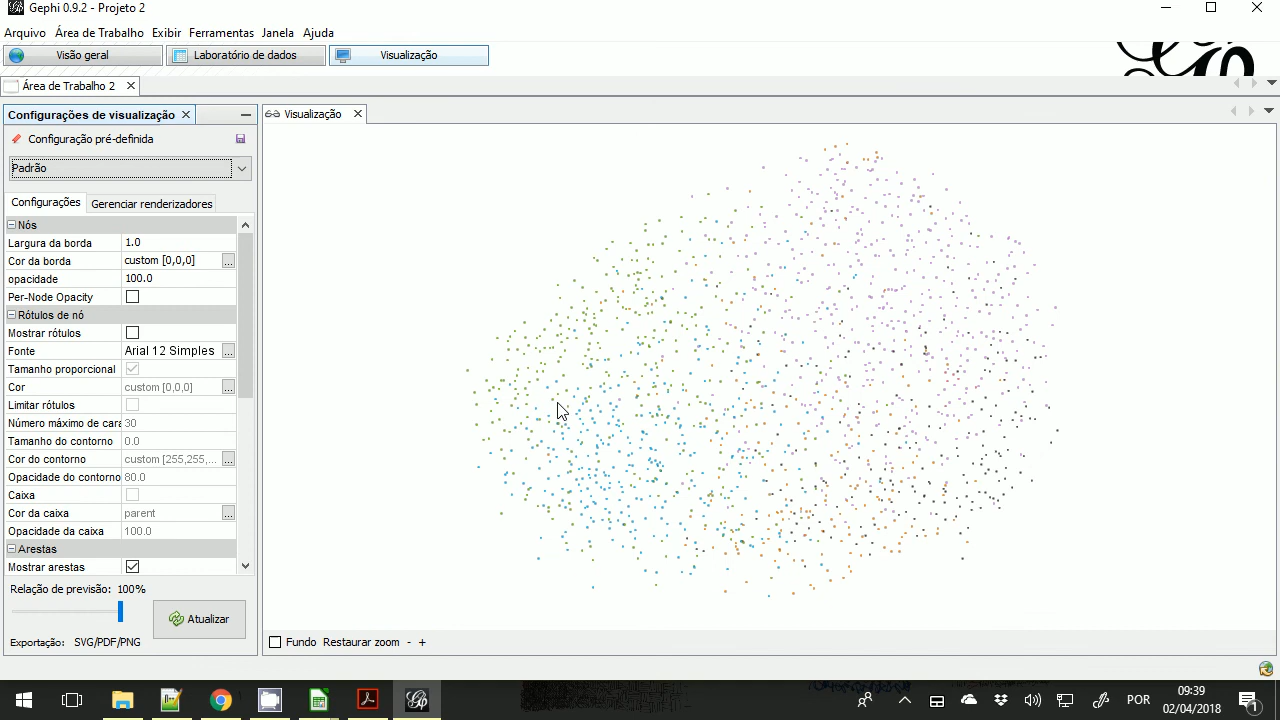 Gephi 0.9.2 - Projeto 2
Arquivo Área de Trabalho Exibir Ferramentas Janela Ajuda
Visão geral Laboratório de dados Visualização
Área de Trabalho 2
Configurações de visualização
Configuração pré-definida
Padrão
Configurações Gerenciar renderizadores
Nós
Largura da borda 1.0
Cor da borda custom [0,0,0] ...
opacidade 100.0
Per-Node Opacity
Rótulos de nó
Mostrar rótulos
Fonte Arial 12 Simples ...
Tamanho proporcional
Cor custom [0,0,0] ...
Limitar rótulos
Número máximo de cara 30
Tamanho do contorno 0.0
Cor do contorno custom [255,255,... ...
Opacidade do contorno 80.0
Caixa
Cor da caixa parent ...
Opacidade da caixa 100.0
Arestas
Mostrar arestas
Relação de previsão: 100%
Atualizar
Exportação: SVG/PDF/PNG
Visualização
Fundo Restaurar zoom - +
POR
09:39
02/04/2018
1